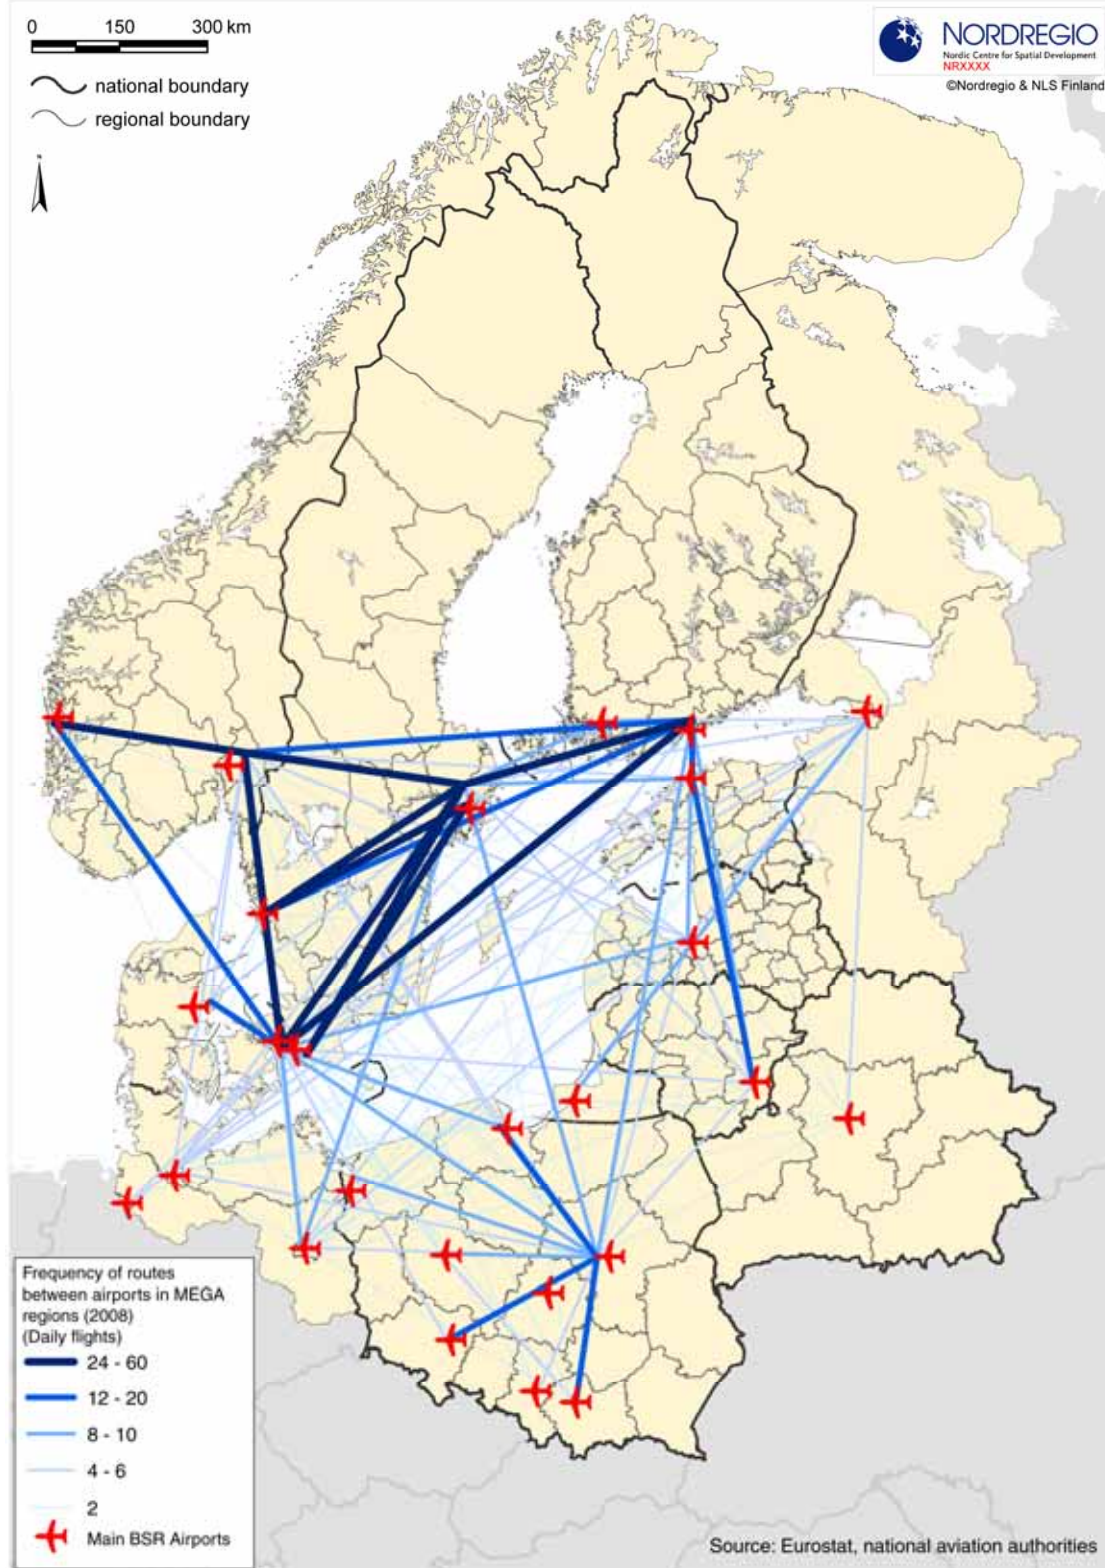 0 150 300 km
national boundary
regional boundary
N
NORDREGIO
Nordic Centre for Spatial Development
NRXXXX
©Nordregio & NLS Finland
Frequency of routes
between airports in MEGA
regions (2008)
(Daily flights)
24 - 60
12 - 20
8 - 10
4 - 6
2
Main BSR Airports
Source: Eurostat, national aviation authorities